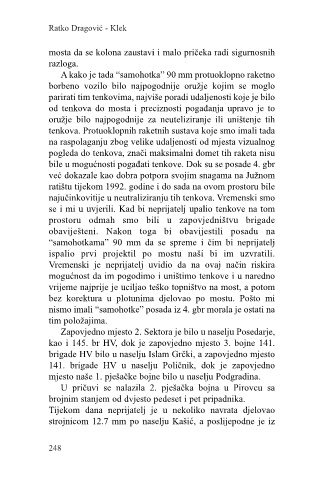 Ratko Dragović - Klek
mosta da se kolona zaustavi i malo pričeka radi sigurnosnih
razloga.
A kako je tada “samohotka” 90 mm protuoklopno raketno
borbeno vozilo bilo najpogodnije oružje kojim se moglo
parirati tim tenkovima, najviše poradi udaljenosti koje je bilo
od tenkova do mosta i preciznosti pogađanja upravo je to
oružje bilo najpogodnije za neuteliziranje ili uništenje tih
tenkova. Protuoklopnih raketnih sustava koje smo imali tada
na raspolaganju zbog velike udaljenosti od mjesta vizualnog
pogleda do tenkova, znači maksimalni domet tih raketa nisu
bile u mogućnosti pogađati tenkove. Dok su se posade 4. gbr
već dokazale kao dobra potpora svojim snagama na Južnom
ratištu tijekom 1992. godine i do sada na ovom prostoru bile
najučinkovitije u neutraliziranju tih tenkova. Vremenski smo
se i mi u uvjerili. Kad bi neprijatelj upalio tenkove na tom
prostoru odmah smo bili u zapovjedništvu brigade
obaviješteni. Nakon toga bi obavijestili posadu na
“samohotkama” 90 mm da se spreme i čim bi neprijatelj
ispalio prvi projektil po mostu naši bi im uzvratili.
Vremenski je neprijatelj uvidio da na ovaj način riskira
mogućnost da im pogodimo i uništimo tenkove i u naredno
vrijeme najprije je uciljao teško topništvo na most, a potom
bez korektura u plotunima djelovao po mostu. Pošto mi
nismo imali “samohotke” posada iz 4. gbr morala je ostati na
tim položajima.
Zapovjedno mjesto 2. Sektora je bilo u naselju Posedarje,
kao i 145. br HV, dok je zapovjedno mjesto 3. bojne 141.
brigade HV bilo u naselju Islam Grčki, a zapovjedno mjesto
141. brigade HV u naselju Poličnik, dok je zapovjedno
mjesto naše 1. pješačke bojne bilo u naselju Podgradina.
U pričuvi se nalazila 2. pješačka bojna u Pirovcu sa
brojnim stanjem od dvjesto pedeset i pet pripadnika.
Tijekom dana neprijatelj je u nekoliko navrata djelovao
strojnicom 12.7 mm po naselju Kašić, a poslijepodne je iz
248